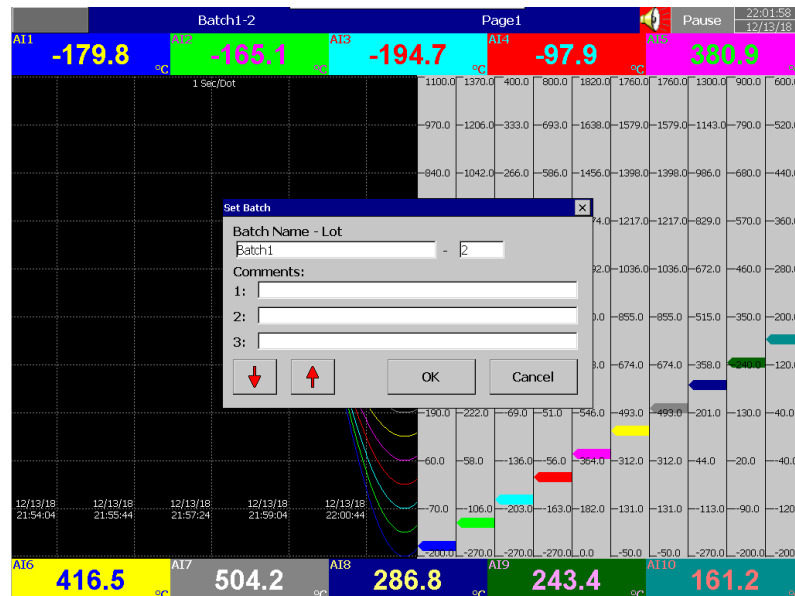 Batch1-2 Page1 Pause 22:01:58
12/13/18
AI1 AI2 AI3 AI4 AI5
-179.8 -165.1 -194.7 -97.9 380.9
°C °C °C °C
1 Sec/Dot
1100.0 1370.0 400.0 800.0 1820.0 1760.0 1760.0 1300.0 900.0 600.
970.0 1206.0 333.0 693.0 1638.0 1579.0 1579.0 1143.0 790.0 520.
840.0 1042.0 266.0 586.0 1456.0 1398.0 1398.0 986.0 680.0 440.
Set Batch
74.0 1217.0 1217.0 829.0 570.0 360.
Batch Name - Lot
Batch1 - 2
Comments:
92.0 1036.0 1036.0 672.0 460.0 280.
1:
2:
.0 855.0 855.0 515.0 350.0 200.
3:
8.0 674.0 674.0 358.0 240.0 120.
OK Cancel
190.0 222.0 69.0 51.0 546.0 493.0 493.0 201.0 130.0 40.0
60.0 58.0 -136.0 -56.0 364.0 312.0 312.0 44.0 20.0 -40.
12/13/18 12/13/18 12/13/18 12/13/18 12/13/18
21:54:04 21:55:44 21:57:24 21:59:04 22:00:44
-70.0 -106.0 -203.0 -163.0 182.0 131.0 131.0 -113.0 -90.0 -120
-200.0 -270.0 -270.0 -270.0 0.0 -50.0 -50.0 -270.0 -200.0 -200
AI6 AI7 AI8 AI9 AI10
416.5 504.2 286.8 243.4 161.2
°C °C °C °C